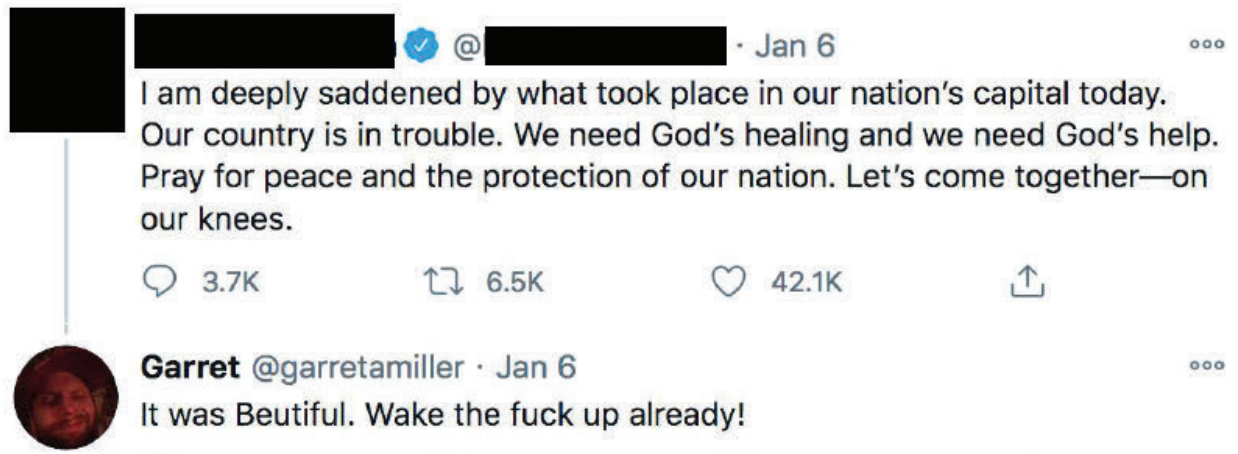 @ · Jan 6
I am deeply saddened by what took place in our nation's capital today.
Our country is in trouble. We need God's healing and we need God's help.
Pray for peace and the protection of our nation. Let's come together—on
our knees.
3.7K 6.5K 42.1K
Garret @garretamiller · Jan 6
It was Beutiful. Wake the fuck up already!